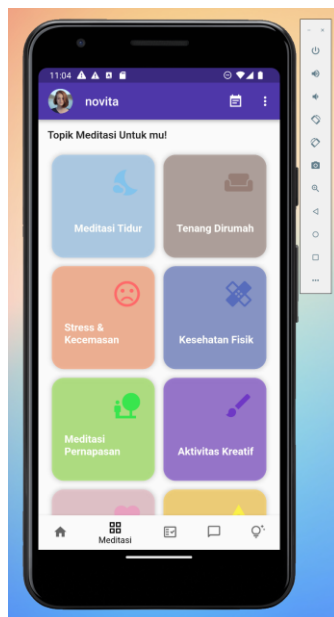 11:04
novita
Topik Meditasi Untuk mu!
Meditasi Tidur
Tenang Dirumah
Stress &
Kecemasan
Kesehatan Fisik
Meditasi
Pernapasan
Aktivitas Kreatif
Meditasi